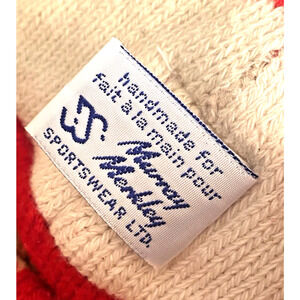 handmade for
fait à la main pour
Murray
Merkley
SPORTSWEAR LTD.